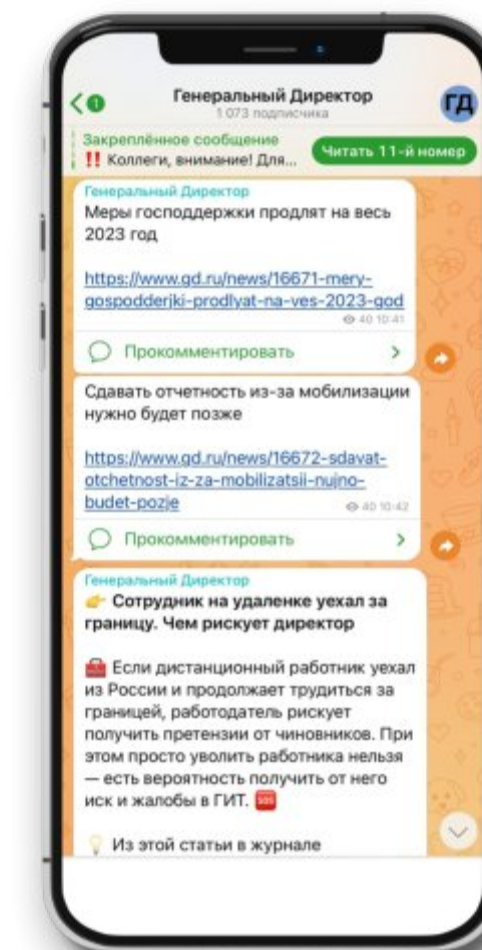 1
Генеральный Директор
1 073 подписчика
ГД
Закреплённое сообщение
‼️ Коллеги, внимание! Для...
Читать 11-й номер
Генеральный Директор
Меры господдержки продлят на весь
2023 год
https://www.gd.ru/news/16671-mery-
gospodderjki-prodlyat-na-ves-2023-god
40 10:41
Прокомментировать
Сдавать отчетность из-за мобилизации
нужно будет позже
https://www.gd.ru/news/16672-sdavat-
otchetnost-iz-za-mobilizatsii-nujno-
budet-pozje
40 10:42
Прокомментировать
Генеральный Директор
👉 Сотрудник на удаленке уехал за
границу. Чем рискует директор
🧰 Если дистанционный работник уехал
из России и продолжает трудиться за
границей, работодатель рискует
получить претензии от чиновников. При
этом просто уволить работника нельзя
— есть вероятность получить от него
иск и жалобы в ГИТ. 🆘
💡 Из этой статьи в журнале